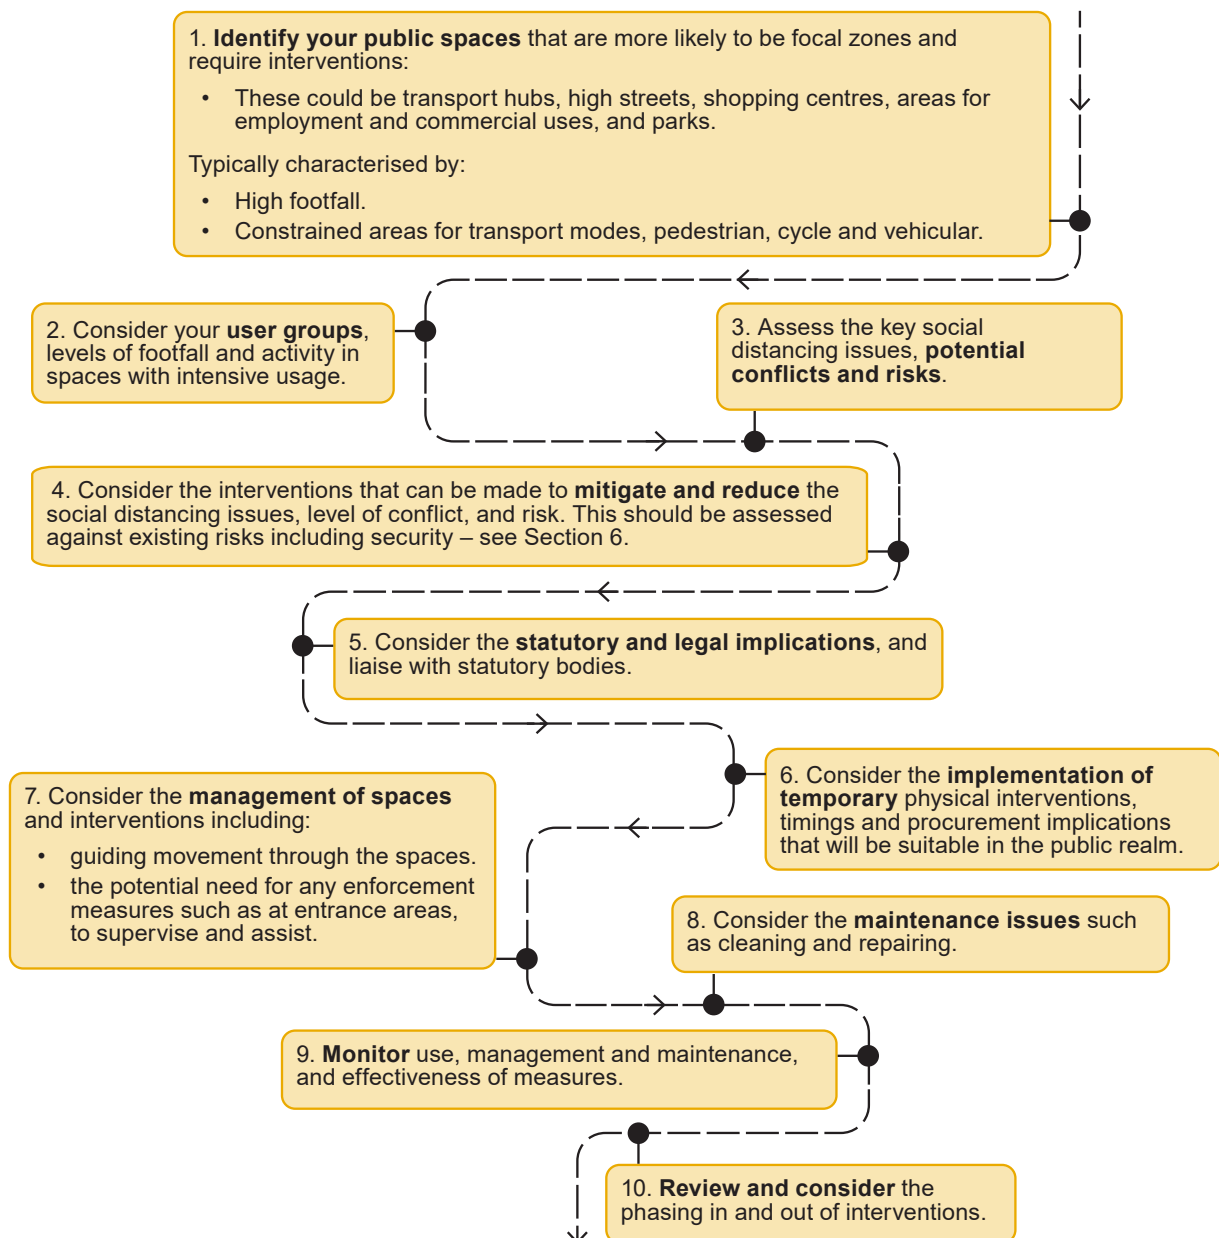 1. Identify your public spaces that are more likely to be focal zones and
require interventions:
• These could be transport hubs, high streets, shopping centres, areas for
employment and commercial uses, and parks.
Typically characterised by:
• High footfall.
• Constrained areas for transport modes, pedestrian, cycle and vehicular.
2. Consider your user groups,
levels of footfall and activity in
spaces with intensive usage.
3. Assess the key social
distancing issues, potential
conflicts and risks.
4. Consider the interventions that can be made to mitigate and reduce the
social distancing issues, level of conflict, and risk. This should be assessed
against existing risks including security – see Section 6.
5. Consider the statutory and legal implications, and
liaise with statutory bodies.
6. Consider the implementation of
temporary physical interventions,
timings and procurement implications
that will be suitable in the public realm.
7. Consider the management of spaces
and interventions including:
• guiding movement through the spaces.
• the potential need for any enforcement
measures such as at entrance areas,
to supervise and assist.
8. Consider the maintenance issues such
as cleaning and repairing.
9. Monitor use, management and maintenance,
and effectiveness of measures.
10. Review and consider the
phasing in and out of interventions.